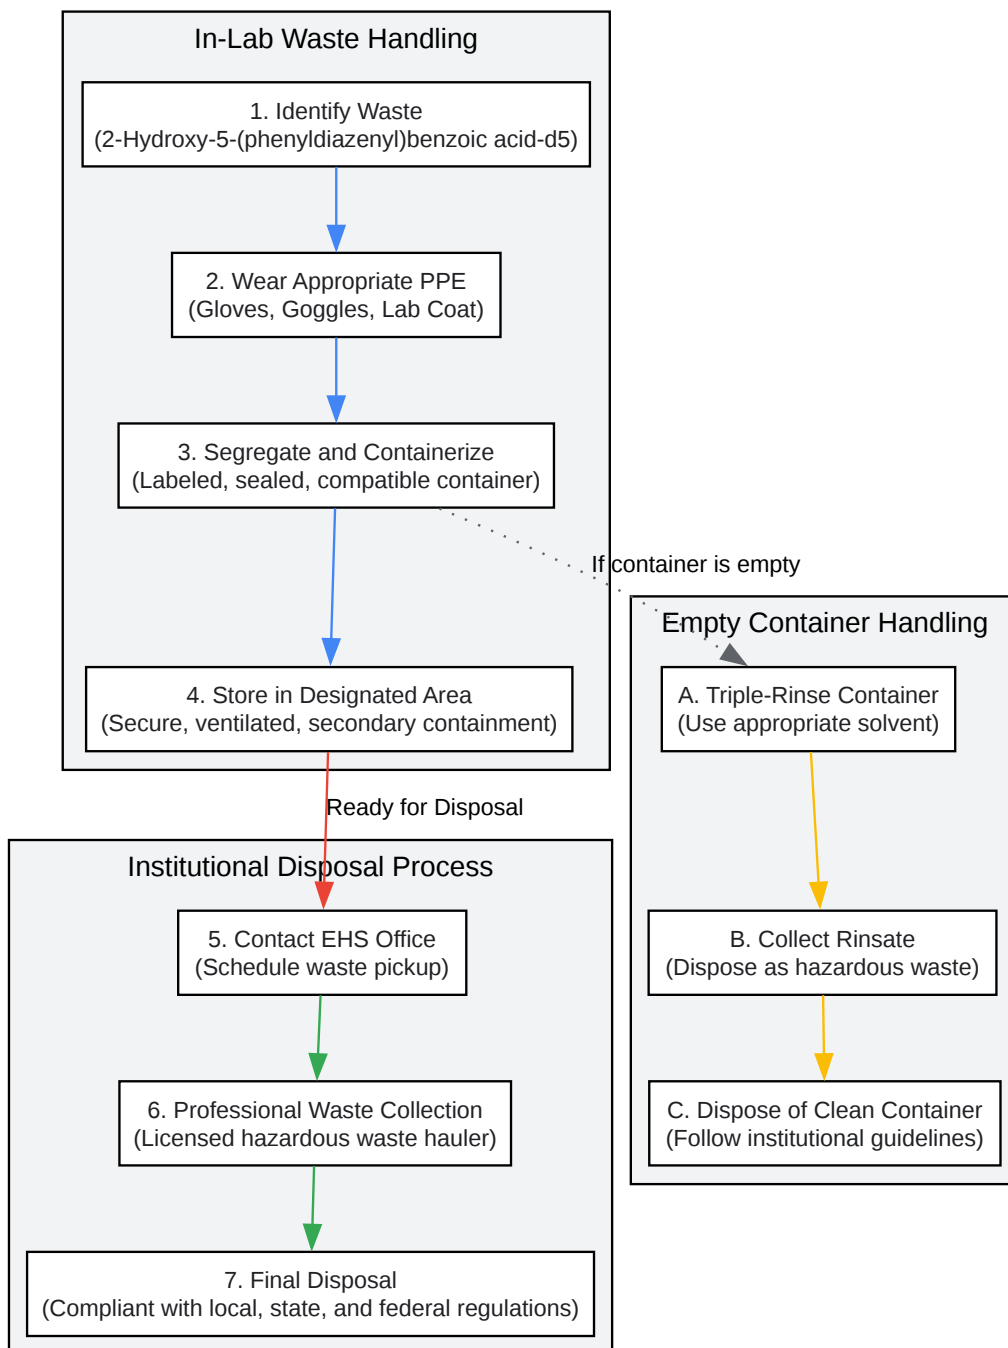 In-Lab Waste Handling
1. Identify Waste
(2-Hydroxy-5-(phenyldiazenyl)benzoic acid-d5)
2. Wear Appropriate PPE
(Gloves, Goggles, Lab Coat)
3. Segregate and Containerize
(Labeled, sealed, compatible container)
If container is empty
4. Store in Designated Area
(Secure, ventilated, secondary containment)
Ready for Disposal
Institutional Disposal Process
5. Contact EHS Office
(Schedule waste pickup)
6. Professional Waste Collection
(Licensed hazardous waste hauler)
7. Final Disposal
(Compliant with local, state, and federal regulations)
Empty Container Handling
A. Triple-Rinse Container
(Use appropriate solvent)
B. Collect Rinsate
(Dispose as hazardous waste)
C. Dispose of Clean Container
(Follow institutional guidelines)